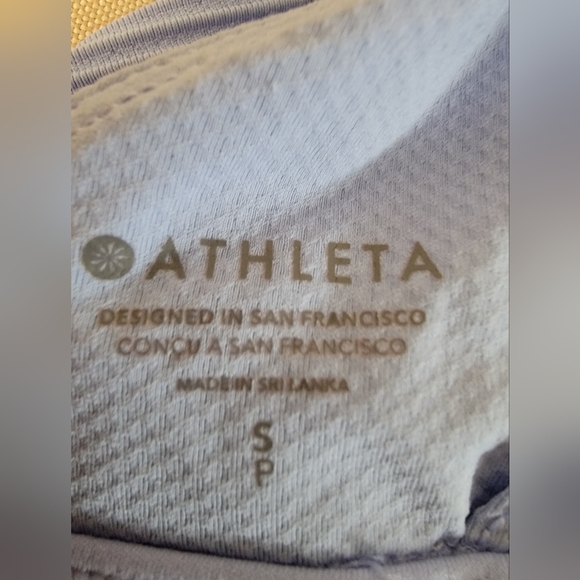 ATHLETA
DESIGNED IN SAN FRANCISCO
CONÇU A SAN FRANCISCO
MADE IN SRI LANKA
S
P